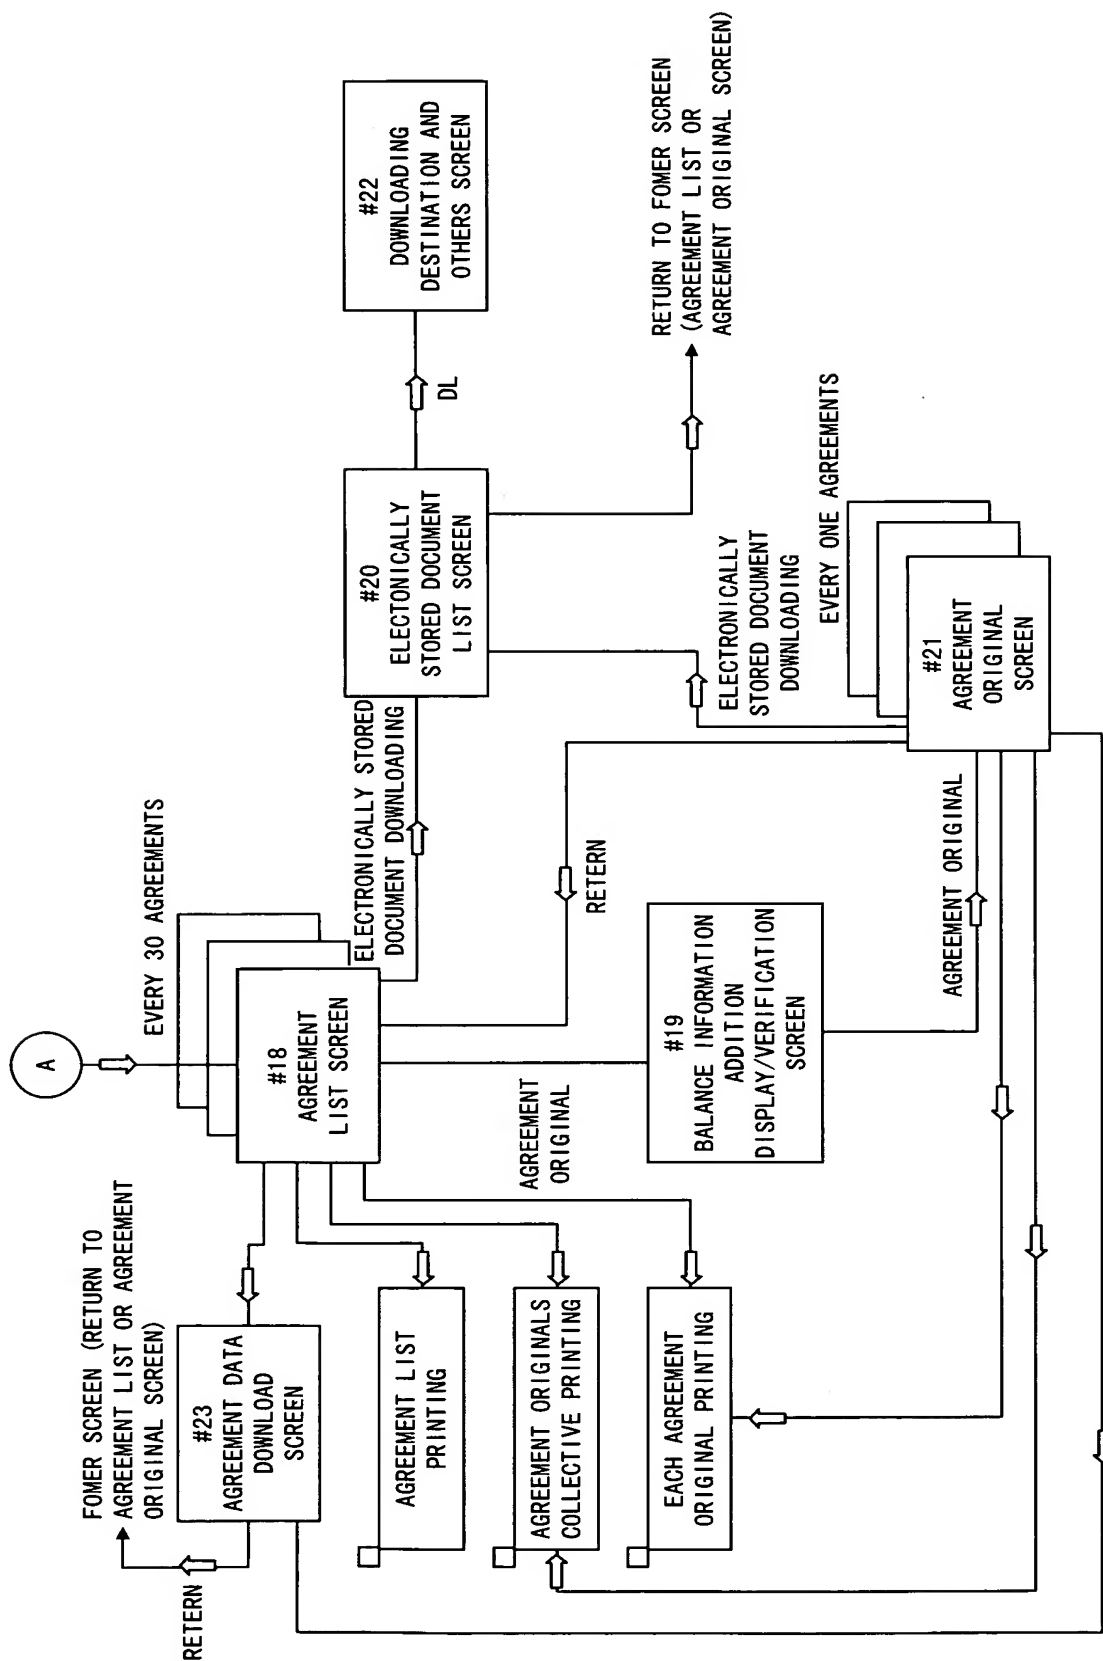 A
EVERY 30 AGREEMENTS
#18
AGREEMENT
LIST SCREEN
FOMER SCREEN (RETURN TO
AGREEMENT LIST OR AGREEMENT
ORIGINAL SCREEN)
RETERN
#23
AGREEMENT DATA
DOWNLOAD
SCREEN
AGREEMENT LIST
PRINTING
AGREEMENT ORIGINALS
COLLECTIVE PRINTING
EACH AGREEMENT
ORIGINAL PRINTING
AGREEMENT
ORIGINAL
#19
BALANCE INFORMATION
ADDITION
DISPLAY/VERIFICATION
SCREEN
RETERN
ELECTRONICALLY STORED
DOCUMENT DOWNLOADING
#20
ELECTONICALLY
STORED DOCUMENT
LIST SCREEN
DL
#22
DOWNLOADING
DESTINATION AND
OTHERS SCREEN
RETURN TO FOMER SCREEN
(AGREEMENT LIST OR
AGREEMENT ORIGINAL SCREEN)
ELECTRONICALLY
STORED DOCUMENT
DOWNLOADING
EVERY ONE AGREEMENTS
#21
AGREEMENT
ORIGINAL
SCREEN
AGREEMENT ORIGINAL